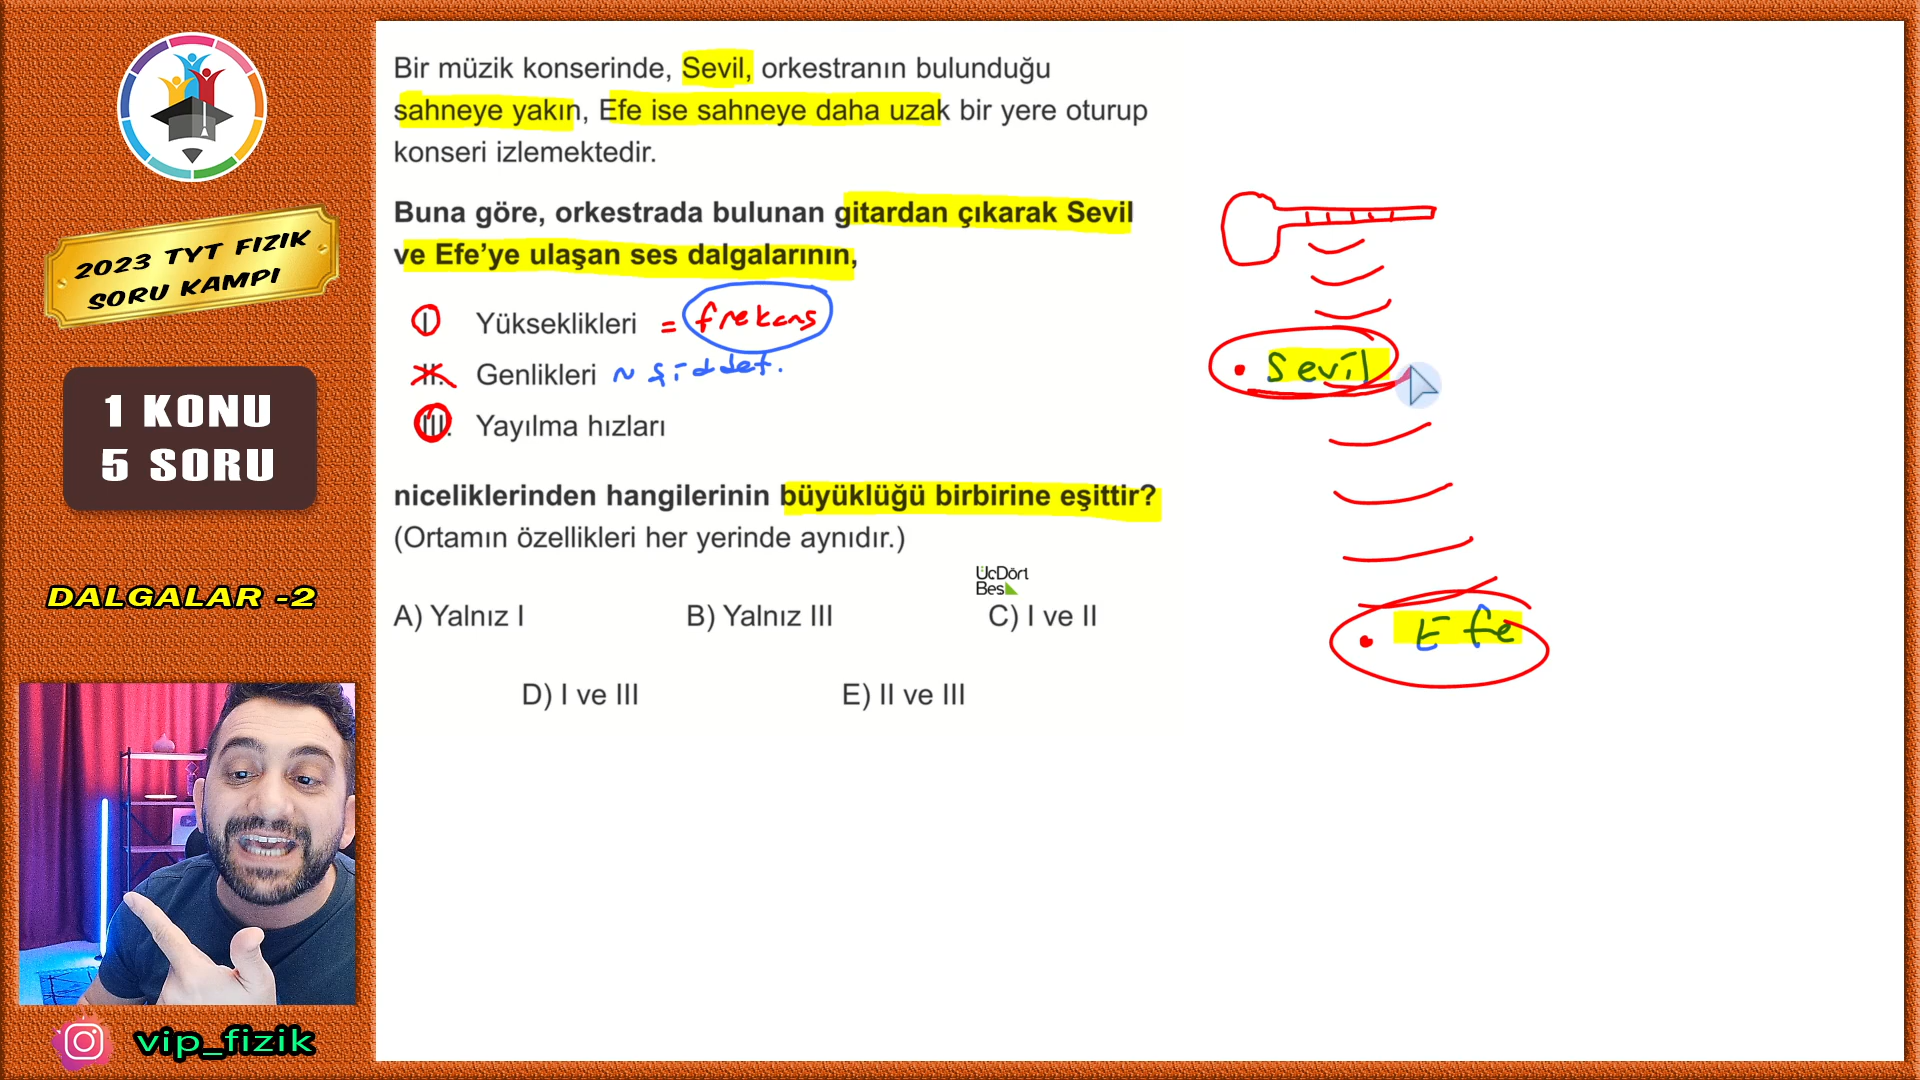 2023 TYT FIZIK
SORU KAMPI
1 KONU
5 SORU
DALGALAR -2
vip_fizik
Bir müzik konserinde, Sevil, orkestranın bulunduğu
sahneye yakın, Efe ise sahneye daha uzak bir yere oturup
konseri izlemektedir.
Buna göre, orkestrada bulunan gitardan çıkarak Sevil
ve Efe’ye ulaşan ses dalgalarının,
I. Yükseklikleri = frekans
II. Genlikleri ~ şiddet.
III. Yayılma hızları
niceliklerinden hangilerinin büyüklüğü birbirine eşittir?
(Ortamın özellikleri her yerinde aynıdır.)
ÜçDört
Beş
A) Yalnız I B) Yalnız III C) I ve II
D) I ve III E) II ve III
Sevil
Efe